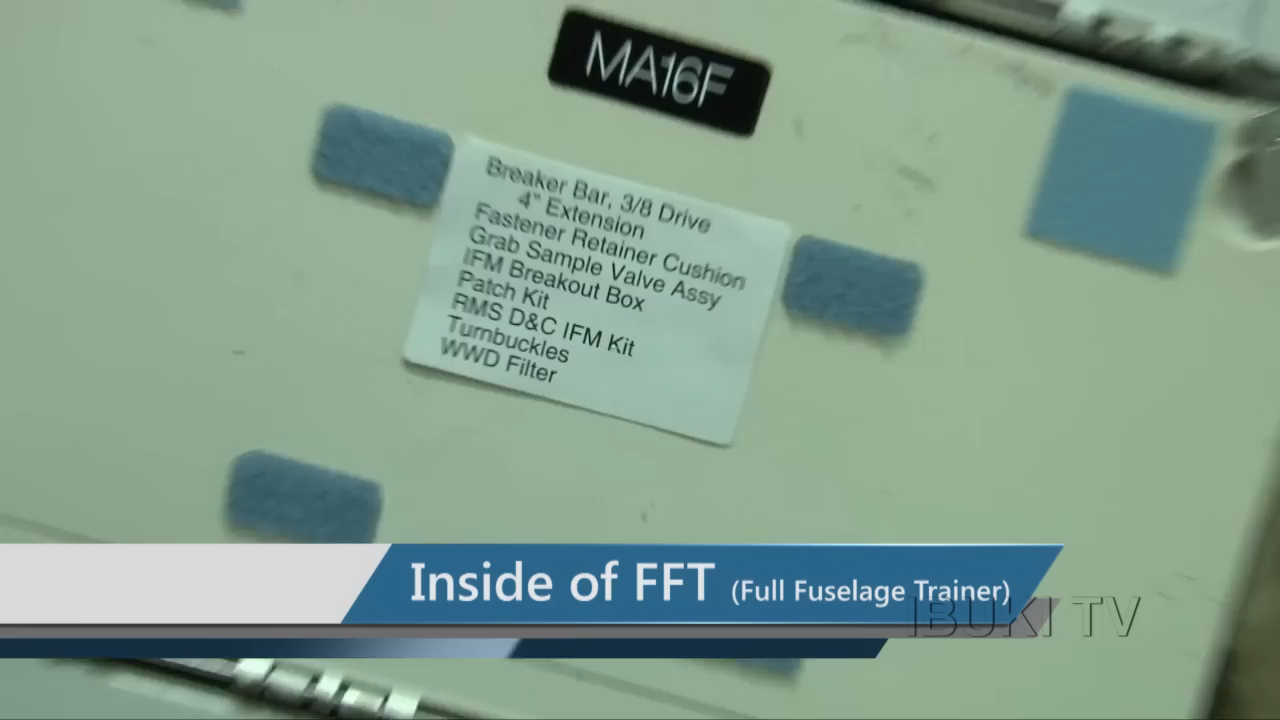 MA16F
Breaker Bar, 3/8 Drive
4" Extension
Fastener Retainer Cushion
Grab Sample Valve Assy
IFM Breakout Box
Patch Kit
RMS D&C IFM Kit
Turnbuckles
WWD Filter
Inside of FFT (Full Fuselage Trainer)
IBUKI TV